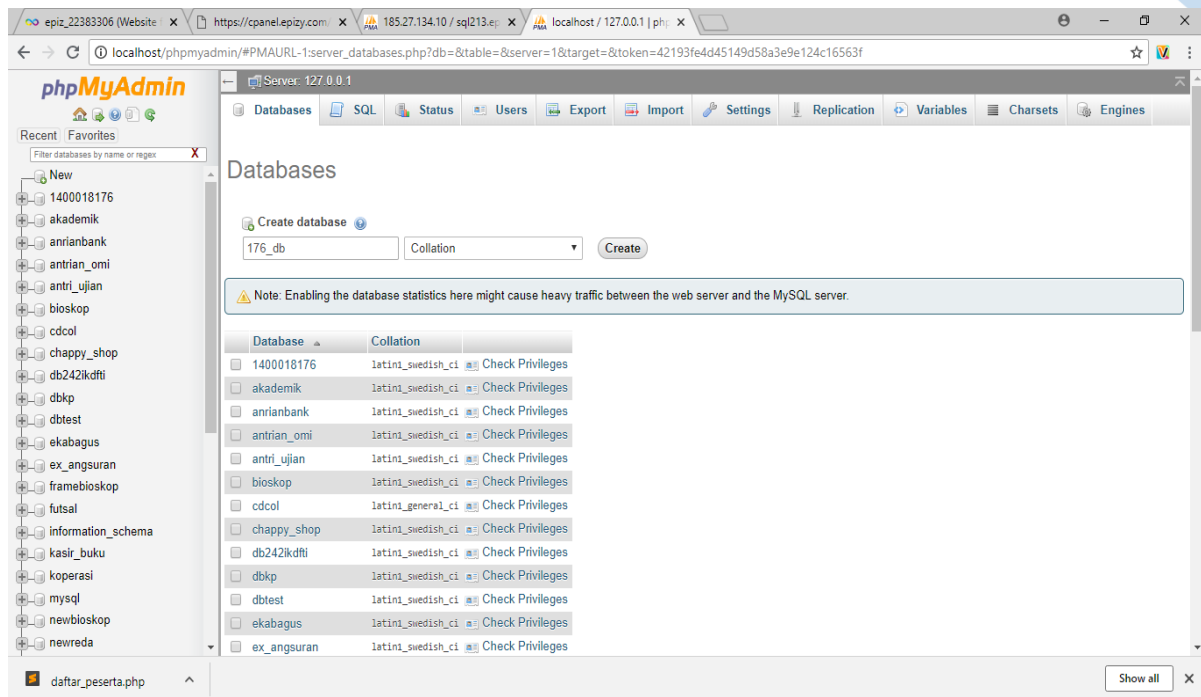 epiz_22383306 (Website
https://cpanel.epizy.com/
185.27.134.10 / sql213.ep
localhost / 127.0.0.1 | ph
localhost/phpmyadmin/#PMAURL-1:server_databases.php?db=&table=&server=1&target=&token=42193fe4d45149d58a3e9e124c16563f
phpMyAdmin
Recent Favorites
Filter databases by name or regex X
New
1400018176
akademik
anrianbank
antrian_omi
antri_ujian
bioskop
cdcol
chappy_shop
db242ikdfti
dbkp
dbtest
ekabagus
ex_angsuran
framebioskop
futsal
information_schema
kasir_buku
koperasi
mysql
newbioskop
newreda
Server: 127.0.0.1
Databases SQL Status Users Export Import Settings Replication Variables Charsets Engines
Databases
Create database
176_db Collation Create
Note: Enabling the database statistics here might cause heavy traffic between the web server and the MySQL server.
Database Collation
1400018176 latin1_swedish_ci Check Privileges
akademik latin1_swedish_ci Check Privileges
anrianbank latin1_swedish_ci Check Privileges
antrian_omi latin1_swedish_ci Check Privileges
antri_ujian latin1_swedish_ci Check Privileges
bioskop latin1_swedish_ci Check Privileges
cdcol latin1_general_ci Check Privileges
chappy_shop latin1_swedish_ci Check Privileges
db242ikdfti latin1_swedish_ci Check Privileges
dbkp latin1_swedish_ci Check Privileges
dbtest latin1_swedish_ci Check Privileges
ekabagus latin1_swedish_ci Check Privileges
ex_angsuran latin1_swedish_ci Check Privileges
daftar_peserta.php
Show all